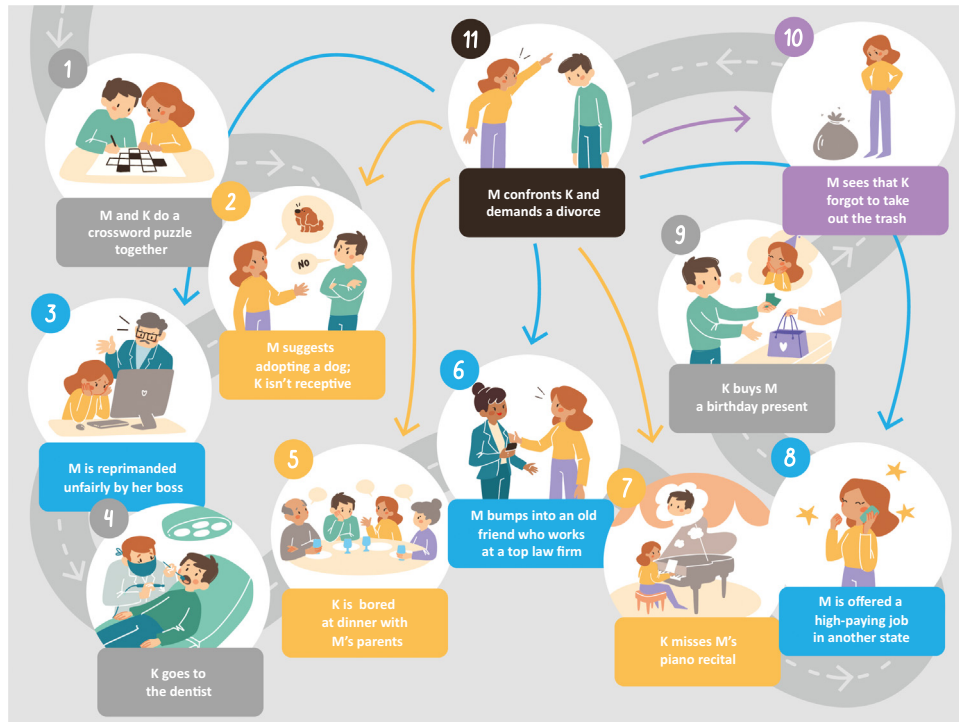 1
M and K do a
crossword puzzle
together
2
NO
M suggests
adopting a dog;
K isn’t receptive
3
M is reprimanded
unfairly by her boss
4
K goes to
the dentist
5
K is bored
at dinner with
M’s parents
6
M bumps into an old
friend who works
at a top law firm
7
K misses M’s
piano recital
8
M is offered a
high-paying job
in another state
9
K buys M
a birthday present
10
M sees that K
forgot to take
out the trash
11
M confronts K and
demands a divorce